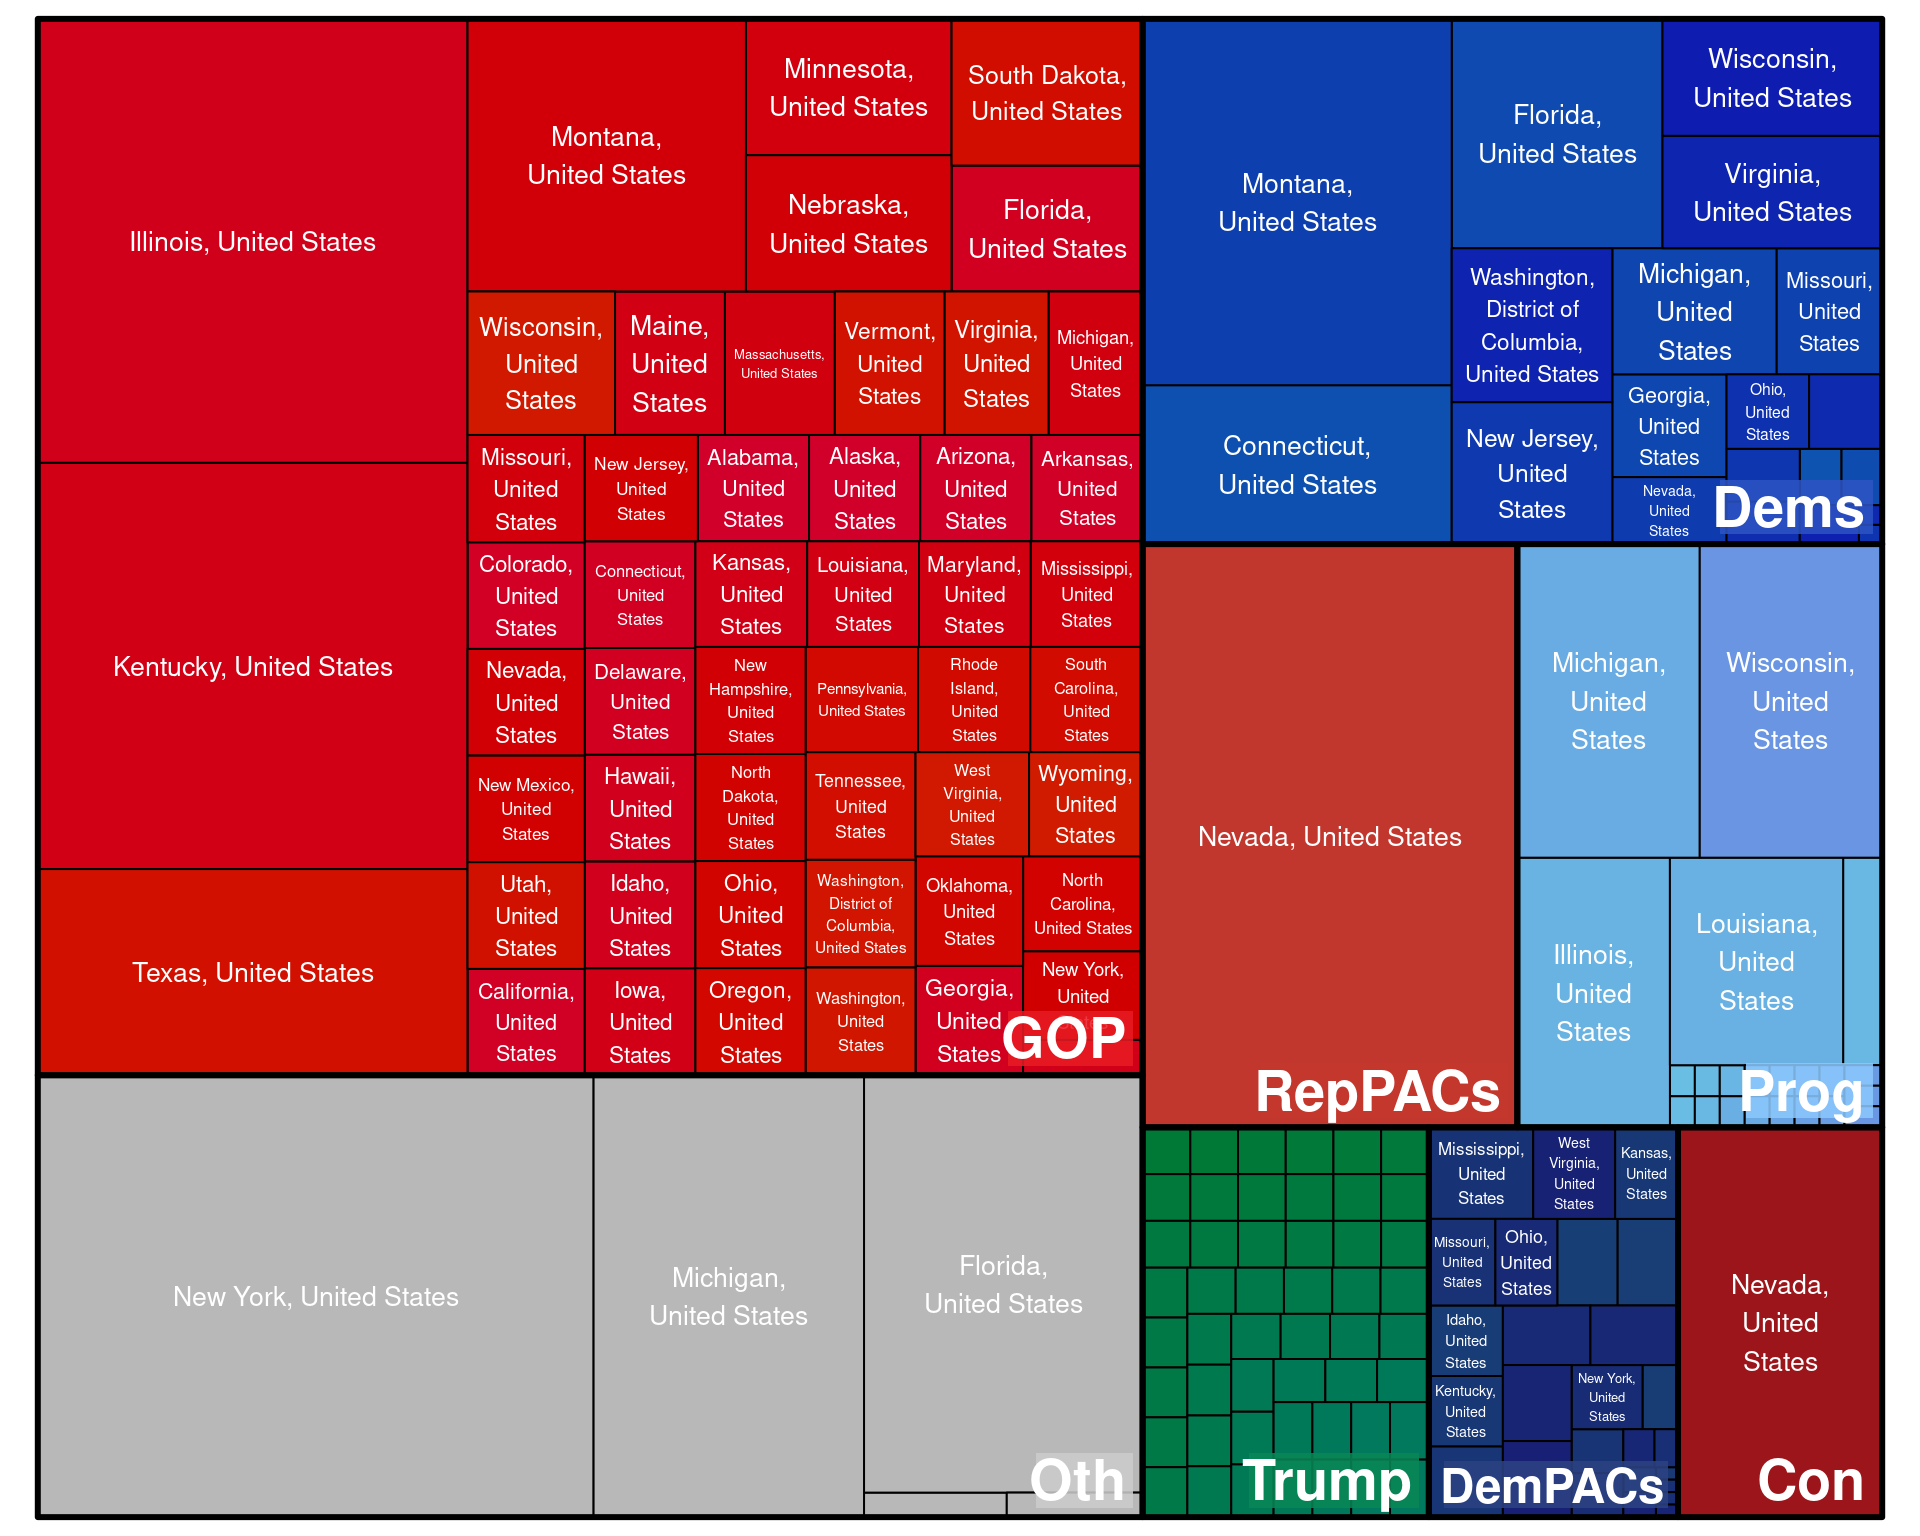 Illinois, United States
Kentucky, United States
Texas, United States
Montana,
United States
Minnesota,
United States
South Dakota,
United States
Nebraska,
United States
Florida,
United States
Wisconsin,
United
States
Maine,
United
States
Massachusetts,
United States
Vermont,
United
States
Virginia,
United
States
Michigan,
United
States
Missouri,
United
States
New Jersey,
United
States
Alabama,
United
States
Alaska,
United
States
Arizona,
United
States
Arkansas,
United
States
Colorado,
United
States
Connecticut,
United
States
Kansas,
United
States
Louisiana,
United
States
Maryland,
United
States
Mississippi,
United
States
Nevada,
United
States
Delaware,
United
States
New
Hampshire,
United
States
Pennsylvania,
United States
Rhode
Island,
United
States
South
Carolina,
United
States
New Mexico,
United
States
Hawaii,
United
States
North
Dakota,
United
States
Tennessee,
United
States
West
Virginia,
United
States
Wyoming,
United
States
Utah,
United
States
Idaho,
United
States
Ohio,
United
States
Washington,
District of
Columbia,
United States
Oklahoma,
United
States
North
Carolina,
United States
California,
United
States
Iowa,
United
States
Oregon,
United
States
Washington,
United
States
Georgia,
United
States
New York,
United
GOP
Montana,
United States
Connecticut,
United States
Florida,
United States
Wisconsin,
United States
Virginia,
United States
Washington,
District of
Columbia,
United States
Michigan,
United
States
Missouri,
United
States
New Jersey,
United
States
Georgia,
United
States
Ohio,
United
States
Nevada,
United
States
Dems
Nevada, United States
RepPACs
Michigan,
United
States
Wisconsin,
United
States
Illinois,
United
States
Louisiana,
United
States
Prog
New York, United States
Michigan,
United States
Florida,
United States
Oth
Trump
Mississippi,
United
States
West
Virginia,
United
States
Kansas,
United
States
Missouri,
United
States
Ohio,
United
States
Idaho,
United
States
Kentucky,
United
States
New York,
United
States
DemPACs
Nevada,
United
States
Con